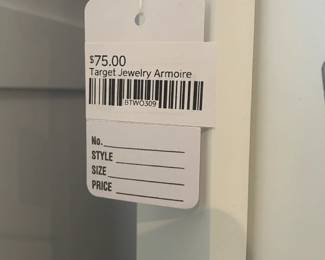 $75.00
Target Jewelry Armoire
BTWO309
No.
STYLE
SIZE
PRICE